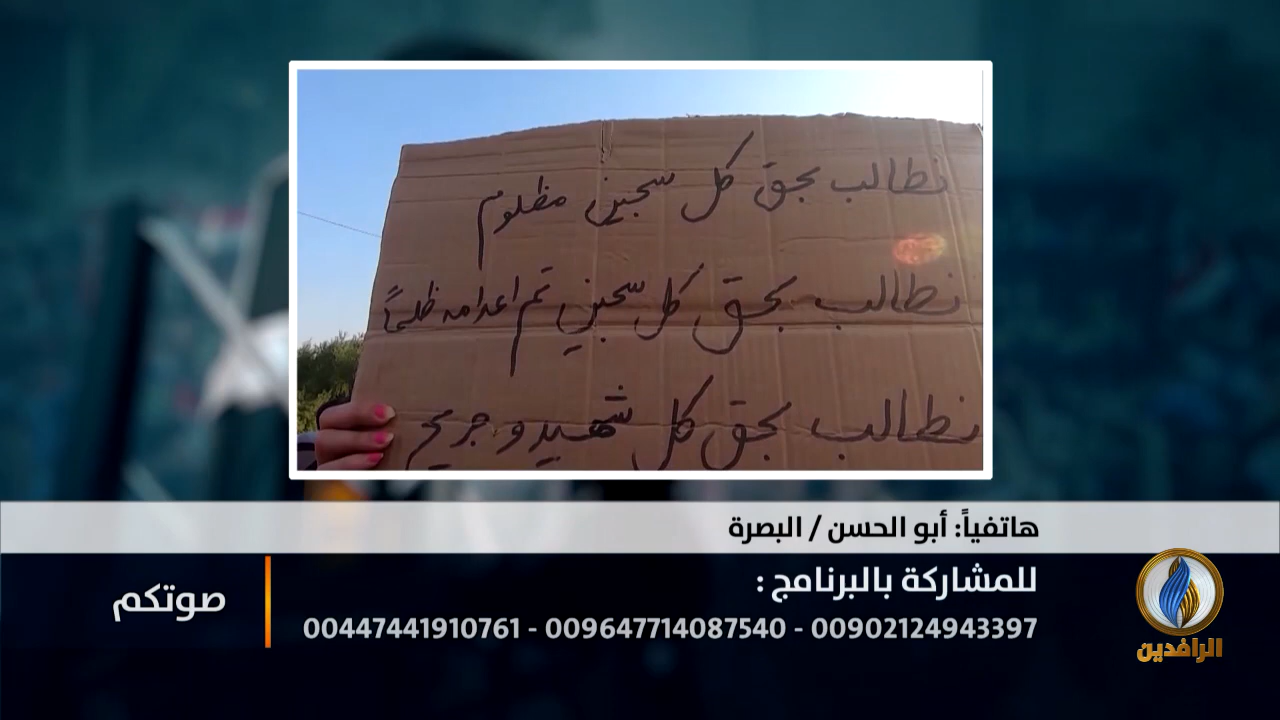 نطالب بحق كل سجين مظلوم
نطالب بحق كل سجين تم اعدامه ظلماً
نطالب بحق كل شهيد و جريح
هاتفياً: أبو الحسن / البصرة
للمشاركة بالبرنامج :
00447441910761 - 009647714087540 - 00902124943397
صوتكم
الرافدين